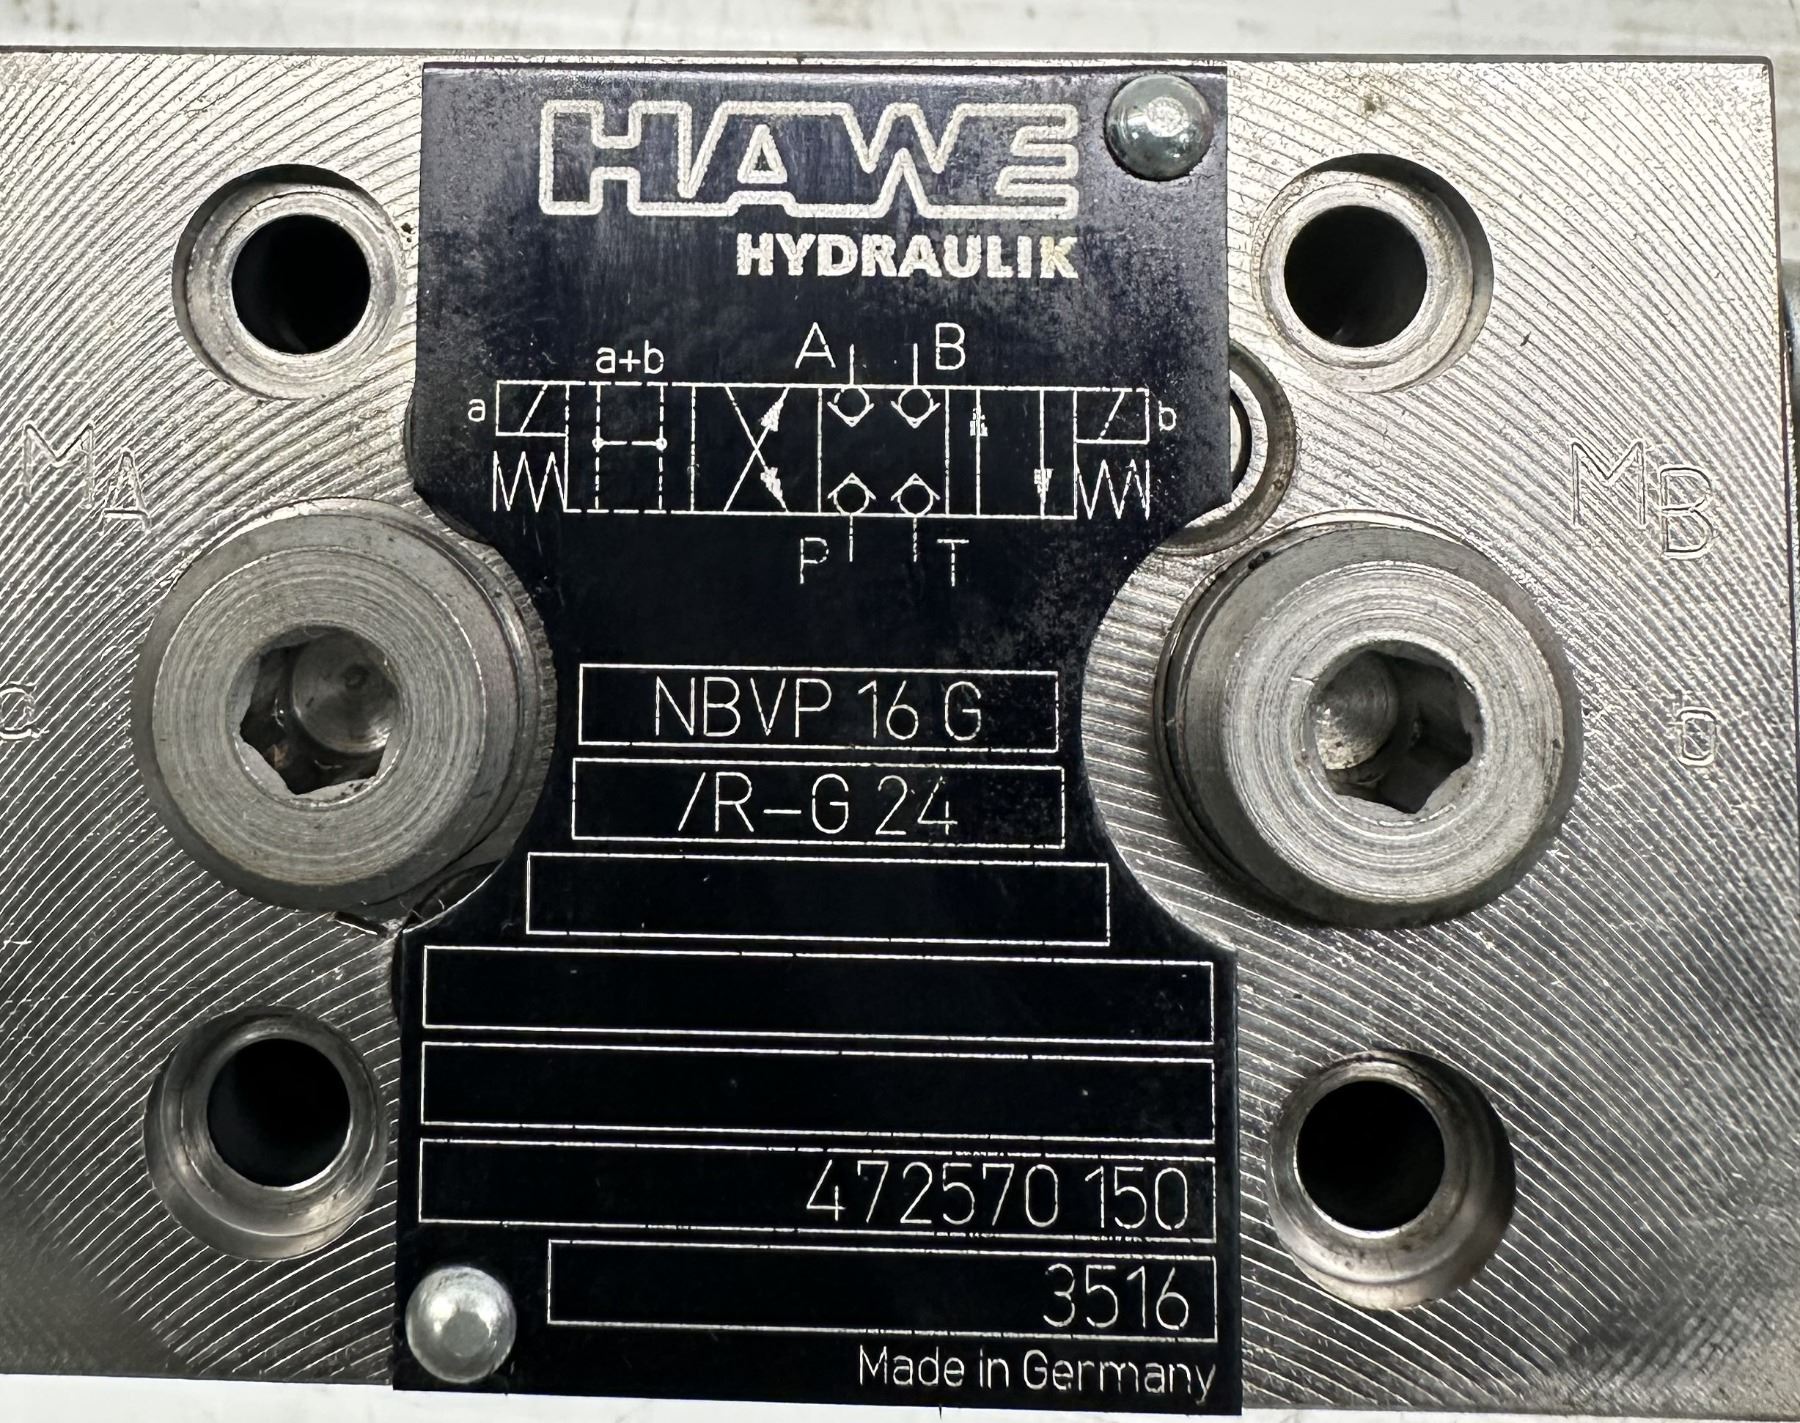 HAWE
HYDRAULIK
A B
a+b
a b
P T
MA
MB
NBVP 16 G
/R-G 24
472570 150
3516
Made in Germany